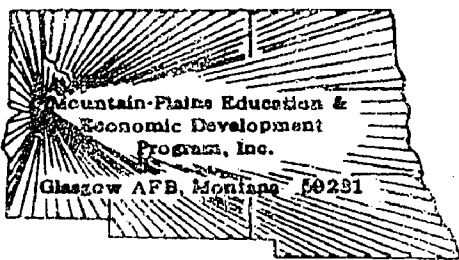 Mountain-Plains Education &
Economic Development
Program, Inc.
Glasgow AFB, Montana 59231